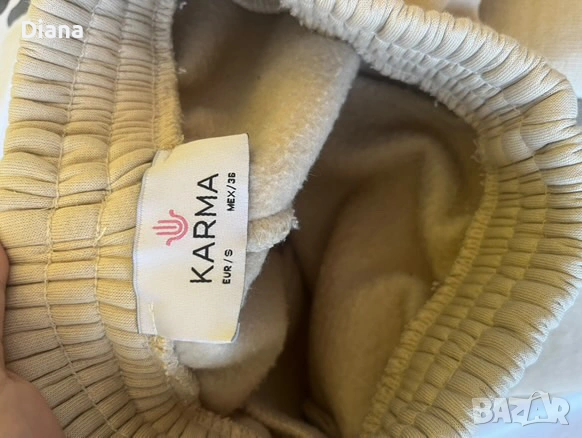 Diana
KARMA
EUR/S MEX/36
BAZAR